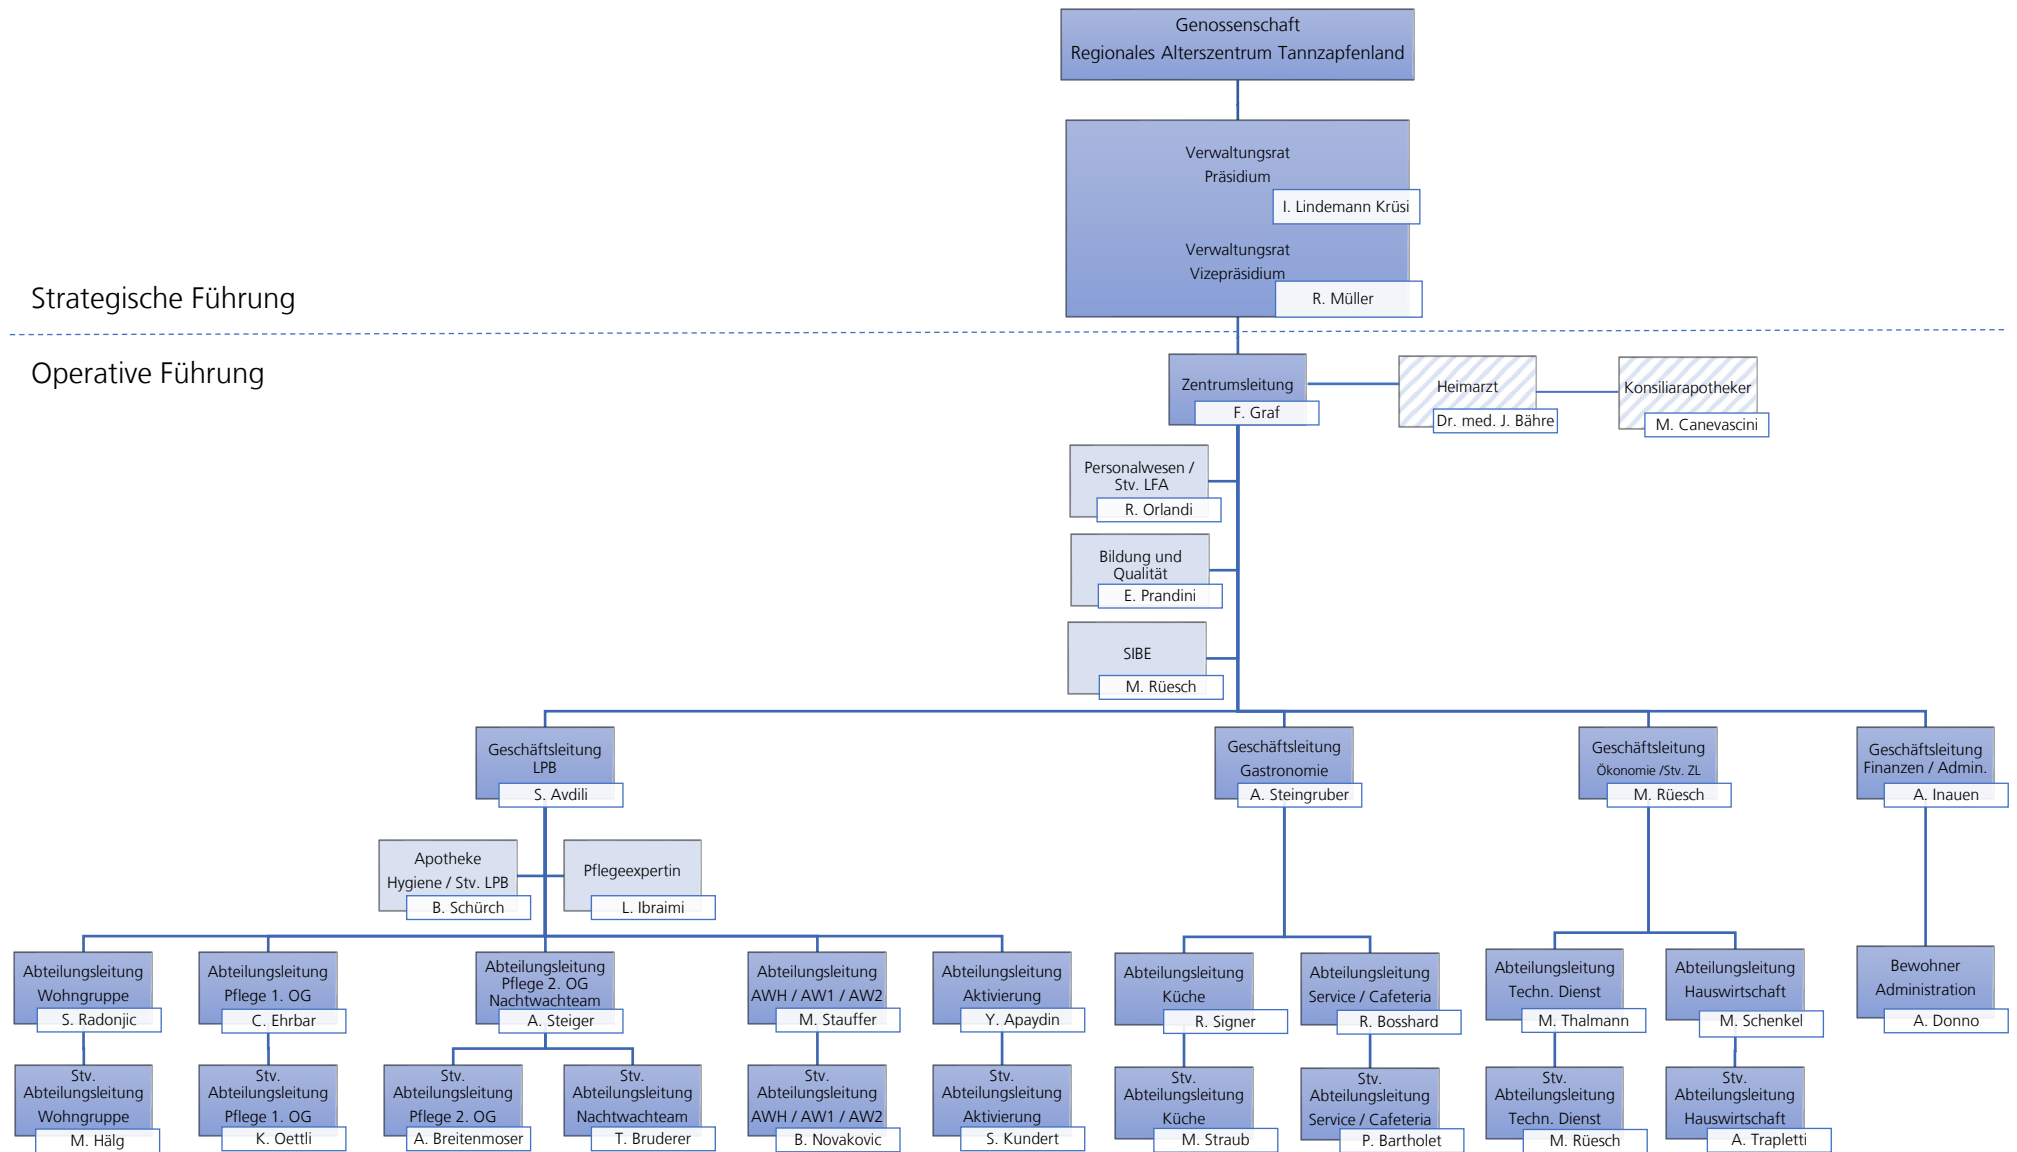 Genossenschaft
Regionales Alterszentrum Tannzapfenland
Verwaltungsrat
Präsidium
I. Lindemann Krüsi
Verwaltungsrat
Vizepräsidium
R. Müller
Strategische Führung
Operative Führung
Zentrumsleitung
F. Graf
Heimarzt
Dr. med. J. Bähre
Konsiliarapotheker
M. Canevascini
Personalwesen /
Stv. LFA
R. Orlandi
Bildung und
Qualität
E. Prandini
SIBE
M. Rüesch
Geschäftsleitung
LPB
S. Avdili
Geschäftsleitung
Gastronomie
A. Steingruber
Geschäftsleitung
Ökonomie /Stv. ZL
M. Rüesch
Geschäftsleitung
Finanzen / Admin.
A. Inauen
Apotheke
Hygiene / Stv. LPB
B. Schürch
Pflegeexpertin
L. Ibraimi
Abteilungsleitung
Wohngruppe
S. Radonjic
Abteilungsleitung
Pflege 1. OG
C. Ehrbar
Abteilungsleitung
Pflege 2. OG
Nachtwachteam
A. Steiger
Abteilungsleitung
AWH / AW1 / AW2
M. Stauffer
Abteilungsleitung
Aktivierung
Y. Apaydin
Abteilungsleitung
Küche
R. Signer
Abteilungsleitung
Service / Cafeteria
R. Bosshard
Abteilungsleitung
Techn. Dienst
M. Thalmann
Abteilungsleitung
Hauswirtschaft
M. Schenkel
Bewohner
Administration
A. Donno
Stv.
Abteilungsleitung
Wohngruppe
M. Hälg
Stv.
Abteilungsleitung
Pflege 1. OG
K. Oettli
Stv.
Abteilungsleitung
Pflege 2. OG
A. Breitenmoser
Stv.
Abteilungsleitung
Nachtwachteam
T. Bruderer
Stv.
Abteilungsleitung
AWH / AW1 / AW2
B. Novakovic
Stv.
Abteilungsleitung
Aktivierung
S. Kundert
Stv.
Abteilungsleitung
Küche
M. Straub
Stv.
Abteilungsleitung
Service / Cafeteria
P. Bartholet
Stv.
Abteilungsleitung
Techn. Dienst
M. Rüesch
Stv.
Abteilungsleitung
Hauswirtschaft
A. Trapletti